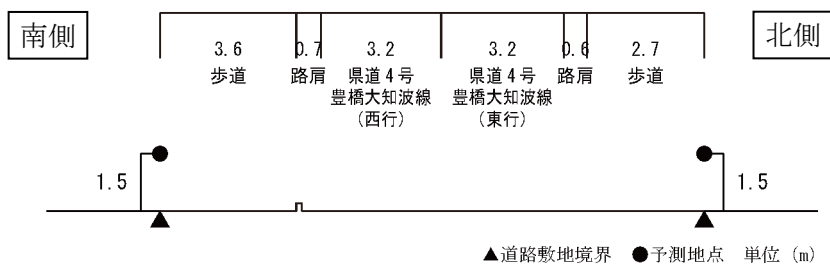 南側
北側
3.6
0.7
3.2
3.2
0.6
2.7
歩道
路肩
県道4号
豊橋大知波線
(西行)
県道4号
豊橋大知波線
(東行)
路肩
歩道
1.5
1.5
▲道路敷地境界 ●予測地点 単位（m）